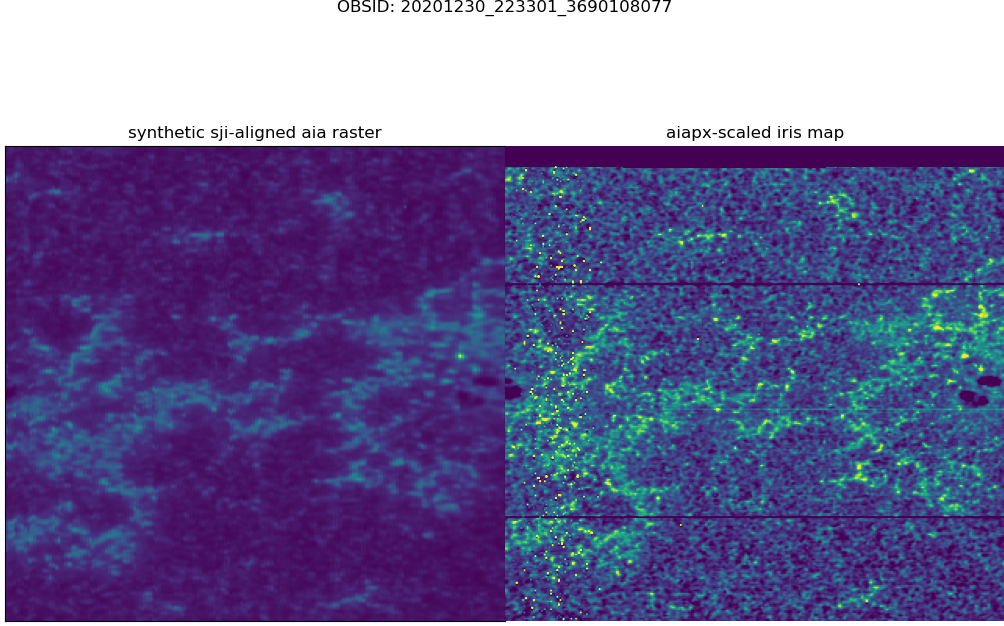 OBSID: 20201230_223301_3690108077
synthetic sji-aligned aia raster
aiapx-scaled iris map